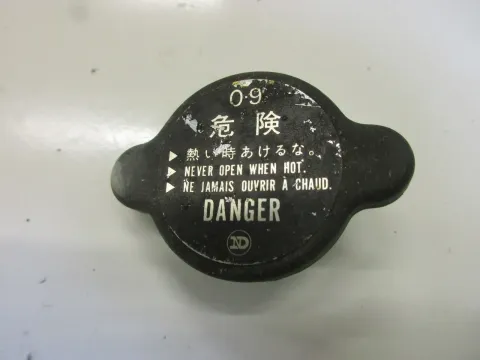 0·9
危険
▶ 熱い時あけるな。
▶ NEVER OPEN WHEN HOT.
▶ NE JAMAIS OUVRIR À CHAUD.
DANGER
ND